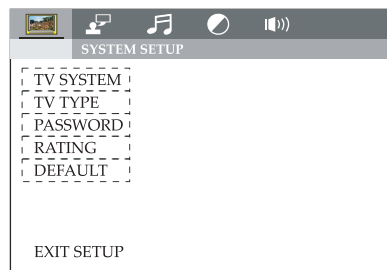 SYSTEM SETUP
TV SYSTEM
TV TYPE
PASSWORD
RATING
DEFAULT
EXIT SETUP